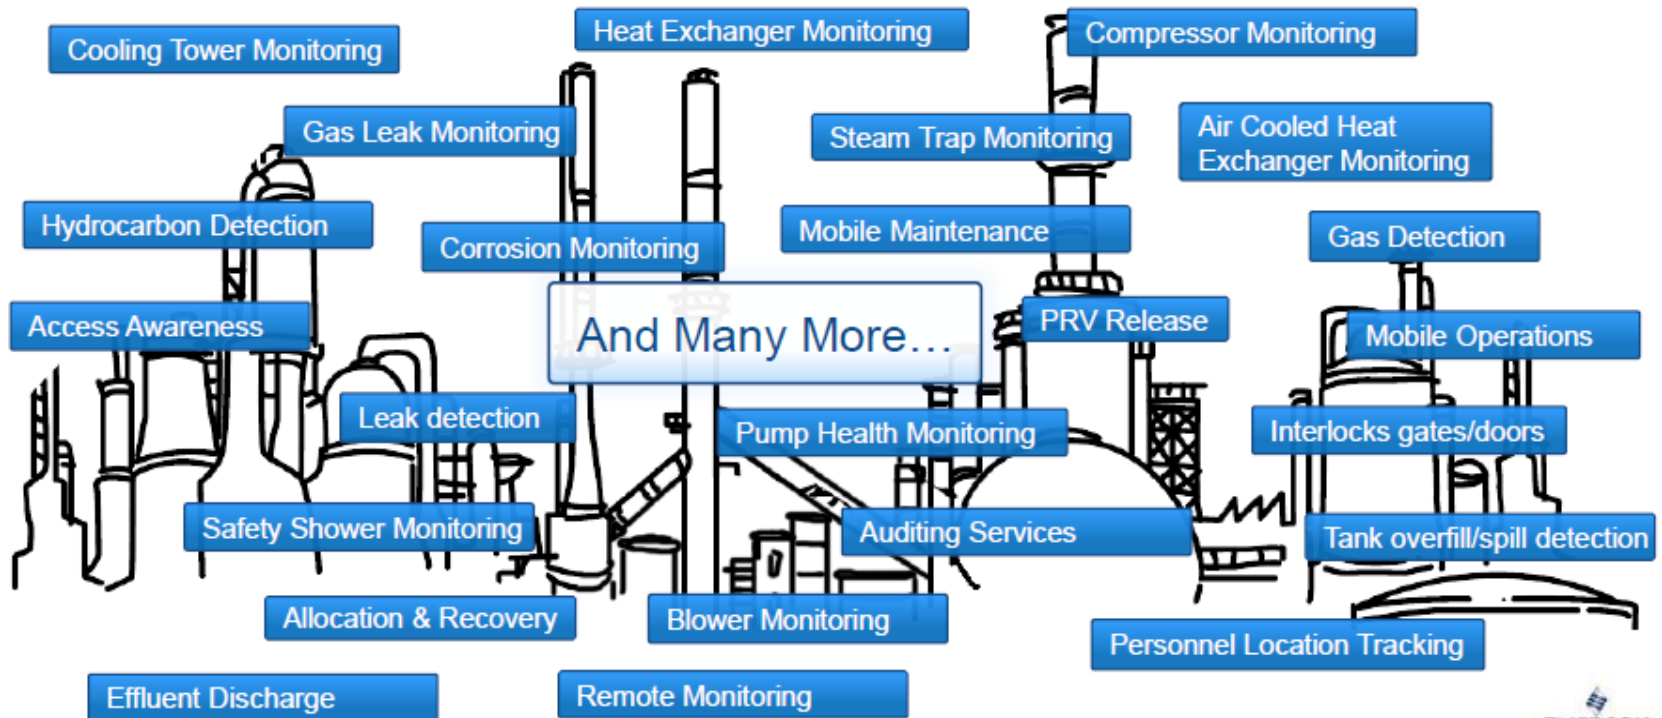 Cooling Tower Monitoring
Heat Exchanger Monitoring
Compressor Monitoring
Gas Leak Monitoring
Steam Trap Monitoring
Air Cooled Heat
Exchanger Monitoring
Hydrocarbon Detection
Corrosion Monitoring
Mobile Maintenance
Gas Detection
Access Awareness
And Many More...
PRV Release
Mobile Operations
Leak detection
Pump Health Monitoring
Interlocks gates/doors
Safety Shower Monitoring
Auditing Services
Tank overfill/spill detection
Allocation & Recovery
Blower Monitoring
Personnel Location Tracking
Effluent Discharge
Remote Monitoring